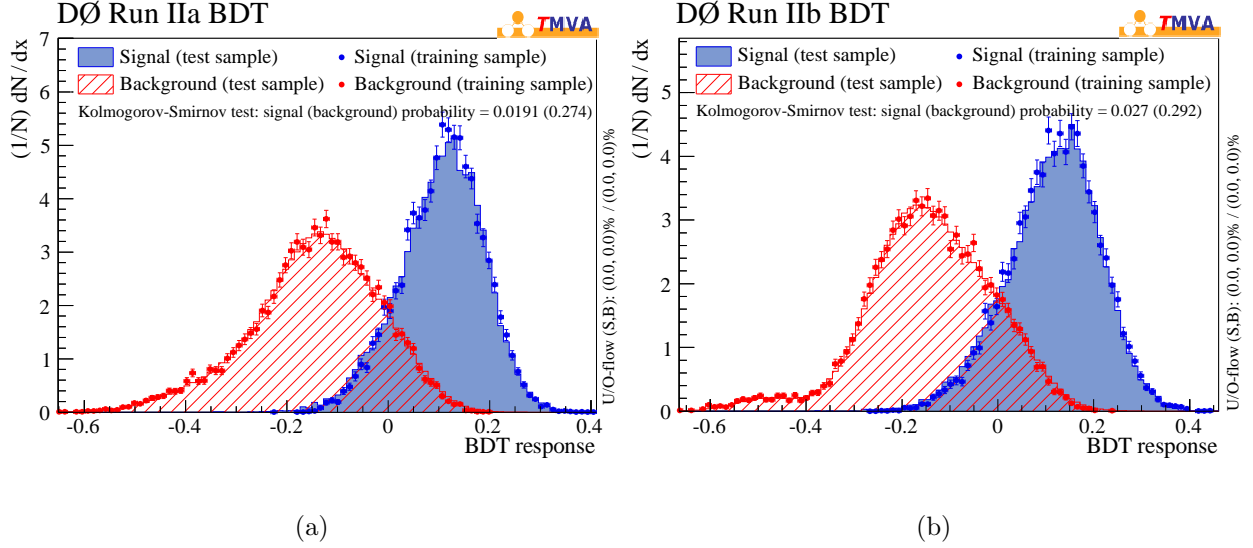 DØ Run IIa BDT
TMVA
(1/N) dN / dx
7
6
5
4
3
2
1
0
Signal (test sample)
Signal (training sample)
Background (test sample)
Background (training sample)
Kolmogorov-Smirnov test: signal (background) probability = 0.0191 (0.274)
-0.6
-0.4
-0.2
0
0.2
0.4
BDT response
U/O-flow (S,B): (0.0, 0.0)% / (0.0, 0.0)%
(a)
DØ Run IIb BDT
TMVA
(1/N) dN / dx
5
4
3
2
1
0
Signal (test sample)
Signal (training sample)
Background (test sample)
Background (training sample)
Kolmogorov-Smirnov test: signal (background) probability = 0.027 (0.292)
-0.6
-0.4
-0.2
0
0.2
0.4
BDT response
U/O-flow (S,B): (0.0, 0.0)% / (0.0, 0.0)%
(b)